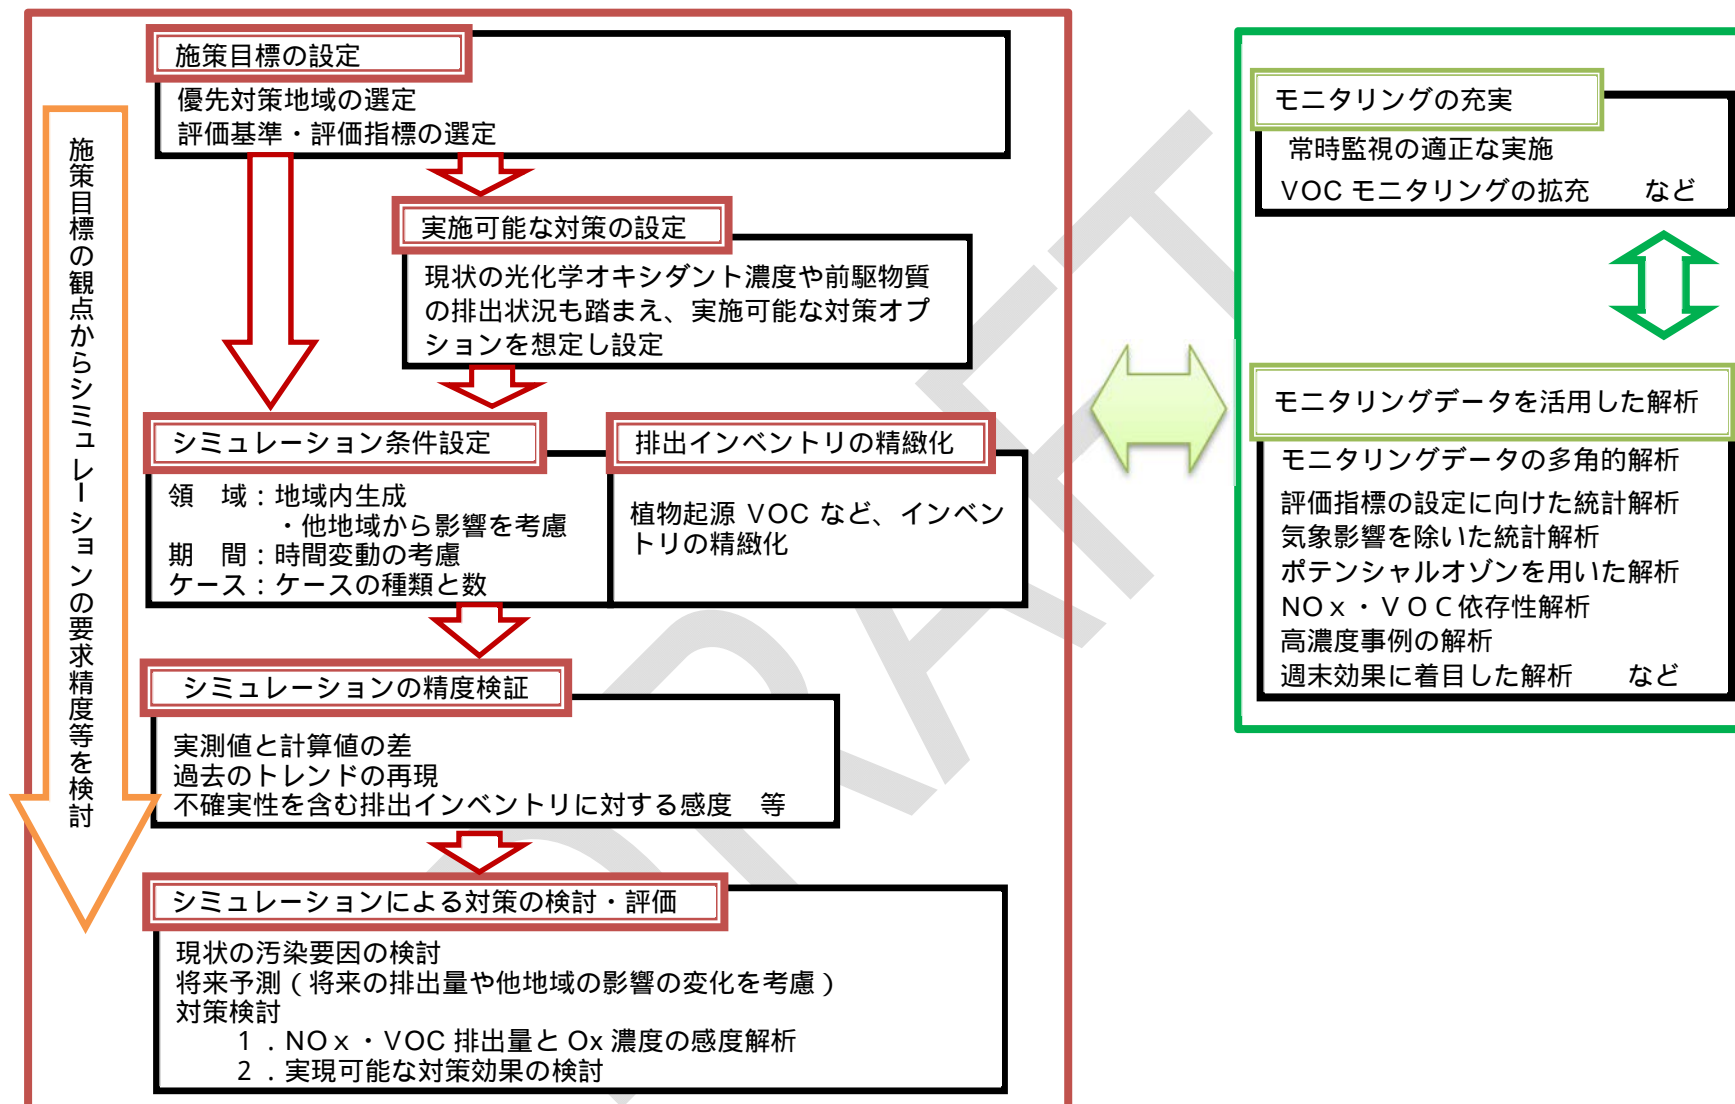 施策目標の設定
優先対策地域の選定
評価基準・評価指標の選定
施策目標の観点からシミュレーションの要求精度等を検討
実施可能な対策の設定
現状の光化学オキシダント濃度や前駆物質
の排出状況も踏まえ、実施可能な対策オプ
ションを想定し設定
シミュレーション条件設定
領　域：地域内生成
・他地域から影響を考慮
期　間：時間変動の考慮
ケース：ケースの種類と数
排出インベントリの精緻化
植物起源 VOC など、インベン
トリの精緻化
シミュレーションの精度検証
実測値と計算値の差
過去のトレンドの再現
不確実性を含む排出インベントリに対する感度　等
シミュレーションによる対策の検討・評価
現状の汚染要因の検討
将来予測（将来の排出量や他地域の影響の変化を考慮）
対策検討
１．NOｘ・VOC 排出量と Ox 濃度の感度解析
２．実現可能な対策効果の検討
モニタリングの充実
常時監視の適正な実施
VOC モニタリングの拡充　　など
モニタリングデータを活用した解析
モニタリングデータの多角的解析
評価指標の設定に向けた統計解析
気象影響を除いた統計解析
ポテンシャルオゾンを用いた解析
NOｘ・ＶＯＣ依存性解析
高濃度事例の解析
週末効果に着目した解析　　など
DRAFT